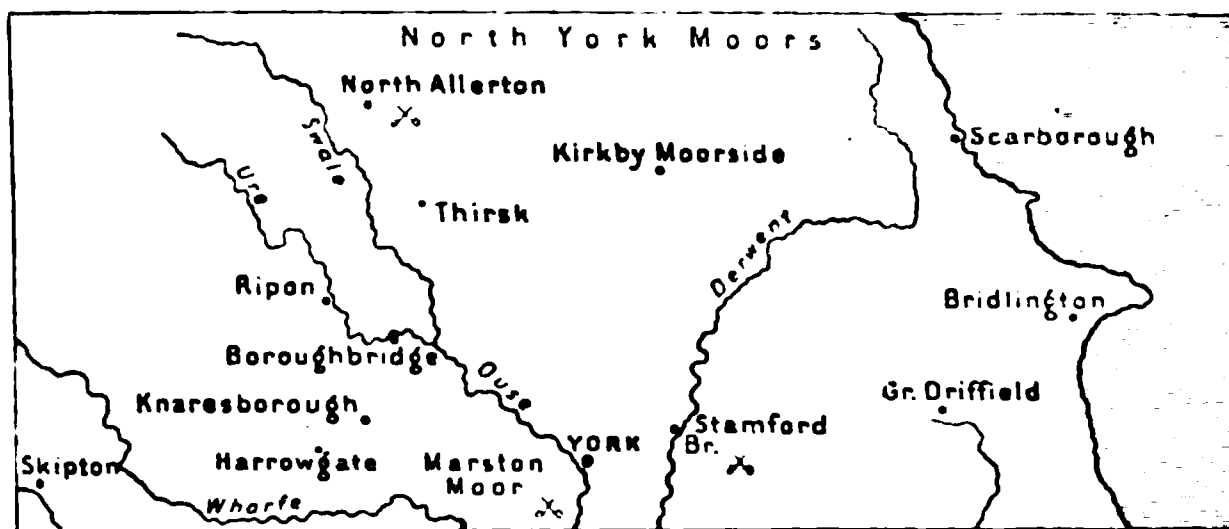 North York Moors
North Allerton
Swale
Scarborough
Kirkby Moorside
Ure
Thirsk
Derwent
Ripon
Bridlington
Boroughbridge
Ouse
Gr. Driffield
Knaresborough
Stamford
Br.
YORK
Skipton
Harrowgate
Marston
Moor
Wharfe